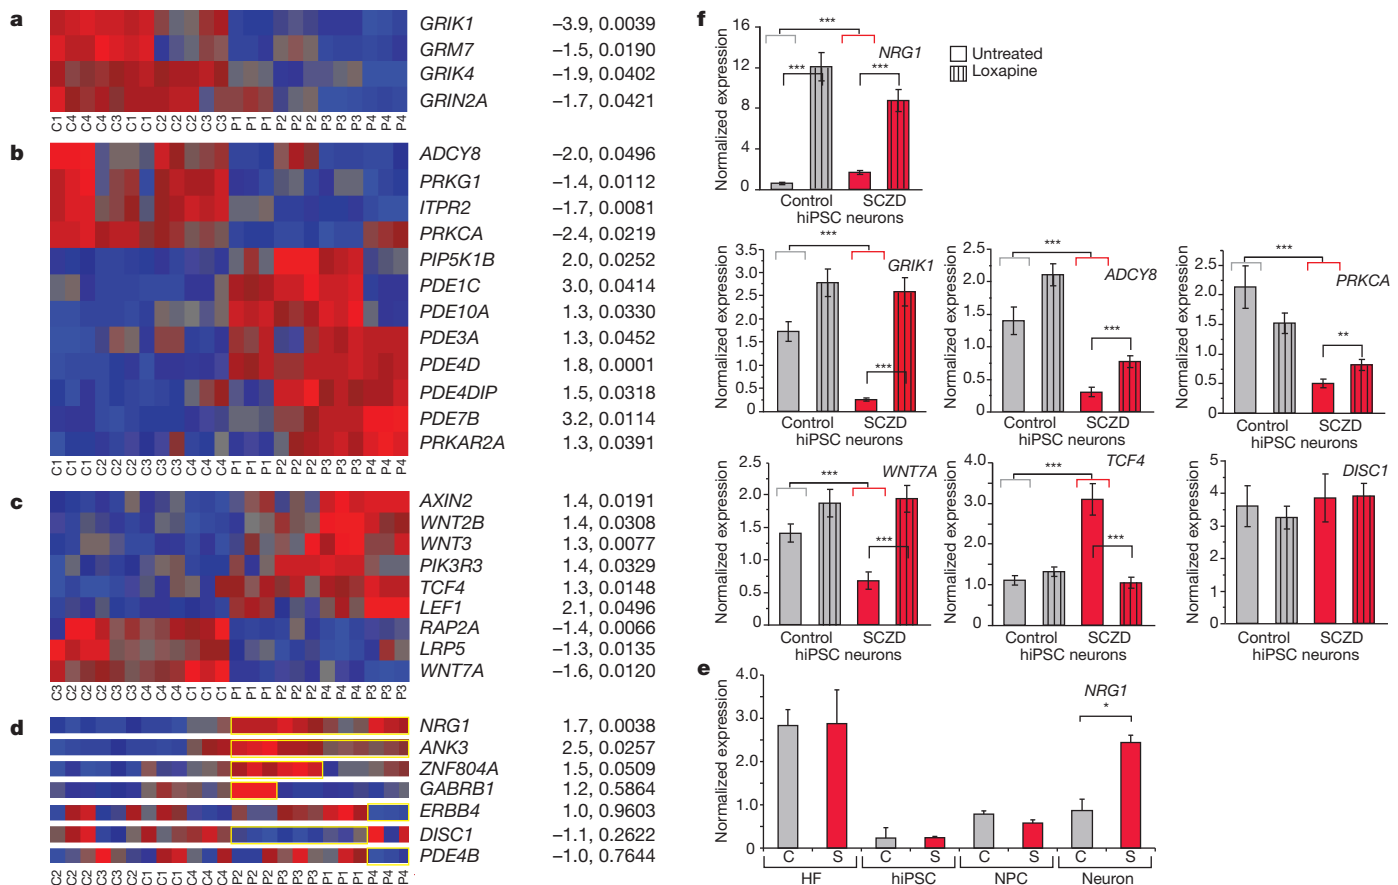 a
GRIK1 −3.9, 0.0039
GRM7 −1.5, 0.0190
GRIK4 −1.9, 0.0402
GRIN2A −1.7, 0.0421
C1 C4 C4 C4 C3 C1 C1 C2 C2 C2 C3 C3 P1 P1 P1 P2 P2 P2 P3 P3 P3 P4 P4 P4
b
ADCY8 −2.0, 0.0496
PRKG1 −1.4, 0.0112
ITPR2 −1.7, 0.0081
PRKCA −2.4, 0.0219
PIP5K1B 2.0, 0.0252
PDE1C 3.0, 0.0414
PDE10A 1.3, 0.0330
PDE3A 1.3, 0.0452
PDE4D 1.8, 0.0001
PDE4DIP 1.5, 0.0318
PDE7B 3.2, 0.0114
PRKAR2A 1.3, 0.0391
C1 C1 C1 C2 C2 C2 C3 C3 C3 C4 C4 C4 P1 P1 P1 P2 P2 P2 P3 P3 P3 P4 P4 P4
c
AXIN2 1.4, 0.0191
WNT2B 1.4, 0.0308
WNT3 1.3, 0.0077
PIK3R3 1.4, 0.0329
TCF4 1.3, 0.0148
LEF1 2.1, 0.0496
RAP2A −1.4, 0.0066
LRP5 −1.3, 0.0135
WNT7A −1.6, 0.0120
C3 C2 C2 C2 C3 C3 C4 C4 C4 C1 C1 C1 P1 P1 P1 P2 P2 P2 P4 P4 P4 P3 P3 P3
d
NRG1 1.7, 0.0038
ANK3 2.5, 0.0257
ZNF804A 1.5, 0.0509
GABRB1 1.2, 0.5864
ERBB4 1.0, 0.9603
DISC1 −1.1, 0.2622
PDE4B −1.0, 0.7644
C2 C2 C2 C3 C3 C3 C1 C1 C1 C4 C4 C4 P2 P2 P2 P3 P3 P3 P1 P1 P1 P4 P4 P4
f
Normalized expression
16
12
8
4
0
***
*** ***
NRG1
Control SCZD
hiPSC neurons
Untreated
Loxapine
Normalized expression
3.5
3.0
2.5
2.0
1.5
1.0
0.5
0
***
***
GRIK1
Control SCZD
hiPSC neurons
Normalized expression
2.5
2.0
1.5
1.0
0.5
0
***
***
ADCY8
Control SCZD
hiPSC neurons
Normalized expression
2.5
2.0
1.5
1.0
0.5
0
***
**
PRKCA
Control SCZD
hiPSC neurons
Normalized expression
2.5
2.0
1.5
1.0
0.5
0
***
***
WNT7A
Control SCZD
hiPSC neurons
Normalized expression
4.0
3.0
2.0
1.0
0
***
***
TCF4
Control SCZD
hiPSC neurons
Normalized expression
5
4
3
2
1
0
DISC1
Control SCZD
hiPSC neurons
e
Normalized expression
4.0
3.0
2.0
1.0
0
NRG1
*
C S C S C S C S
HF hiPSC NPC Neuron